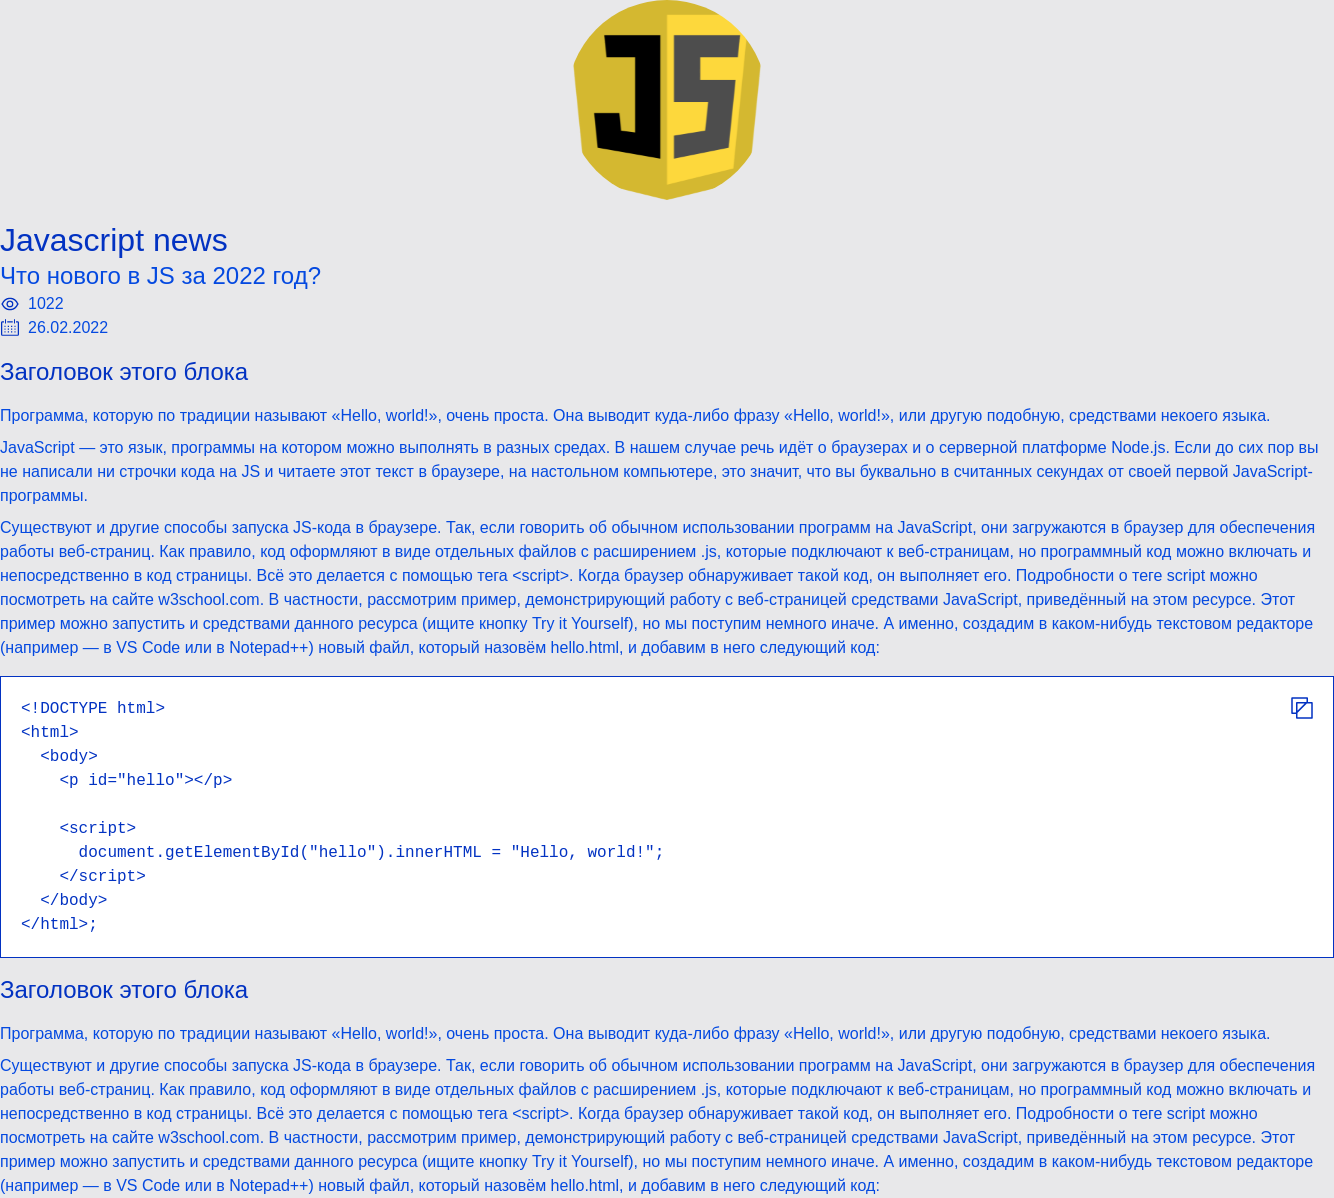 JS
Javascript news
Что нового в JS за 2022 год?
1022
26.02.2022
Заголовок этого блока
Программа, которую по традиции называют «Hello, world!», очень проста. Она выводит куда-либо фразу «Hello, world!», или другую подобную, средствами некоего языка.
JavaScript — это язык, программы на котором можно выполнять в разных средах. В нашем случае речь идёт о браузерах и о серверной платформе Node.js. Если до сих пор вы
не написали ни строчки кода на JS и читаете этот текст в браузере, на настольном компьютере, это значит, что вы буквально в считанных секундах от своей первой JavaScript-
программы.
Существуют и другие способы запуска JS-кода в браузере. Так, если говорить об обычном использовании программ на JavaScript, они загружаются в браузер для обеспечения
работы веб-страниц. Как правило, код оформляют в виде отдельных файлов с расширением .js, которые подключают к веб-страницам, но программный код можно включать и
непосредственно в код страницы. Всё это делается с помощью тега <script>. Когда браузер обнаруживает такой код, он выполняет его. Подробности о теге script можно
посмотреть на сайте w3school.com. В частности, рассмотрим пример, демонстрирующий работу с веб-страницей средствами JavaScript, приведённый на этом ресурсе. Этот
пример можно запустить и средствами данного ресурса (ищите кнопку Try it Yourself), но мы поступим немного иначе. А именно, создадим в каком-нибудь текстовом редакторе
(например — в VS Code или в Notepad++) новый файл, который назовём hello.html, и добавим в него следующий код:
<!DOCTYPE html>
<html>
  <body>
    <p id="hello"></p>

    <script>
      document.getElementById("hello").innerHTML = "Hello, world!";
    </script>
  </body>
</html>;
Заголовок этого блока
Программа, которую по традиции называют «Hello, world!», очень проста. Она выводит куда-либо фразу «Hello, world!», или другую подобную, средствами некоего языка.
Существуют и другие способы запуска JS-кода в браузере. Так, если говорить об обычном использовании программ на JavaScript, они загружаются в браузер для обеспечения
работы веб-страниц. Как правило, код оформляют в виде отдельных файлов с расширением .js, которые подключают к веб-страницам, но программный код можно включать и
непосредственно в код страницы. Всё это делается с помощью тега <script>. Когда браузер обнаруживает такой код, он выполняет его. Подробности о теге script можно
посмотреть на сайте w3school.com. В частности, рассмотрим пример, демонстрирующий работу с веб-страницей средствами JavaScript, приведённый на этом ресурсе. Этот
пример можно запустить и средствами данного ресурса (ищите кнопку Try it Yourself), но мы поступим немного иначе. А именно, создадим в каком-нибудь текстовом редакторе
(например — в VS Code или в Notepad++) новый файл, который назовём hello.html, и добавим в него следующий код: